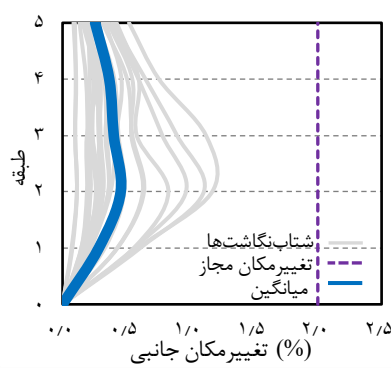 ۵
۴
۳
۲
۱
۰
طبقه
شتاب‌نگاشت‌ها
تغییرمکان مجاز
میانگین
۰/۰ ۰/۵ ۱/۰ ۱/۵ ۲/۰ ۲/۵
تغییرمکان جانبی (%)